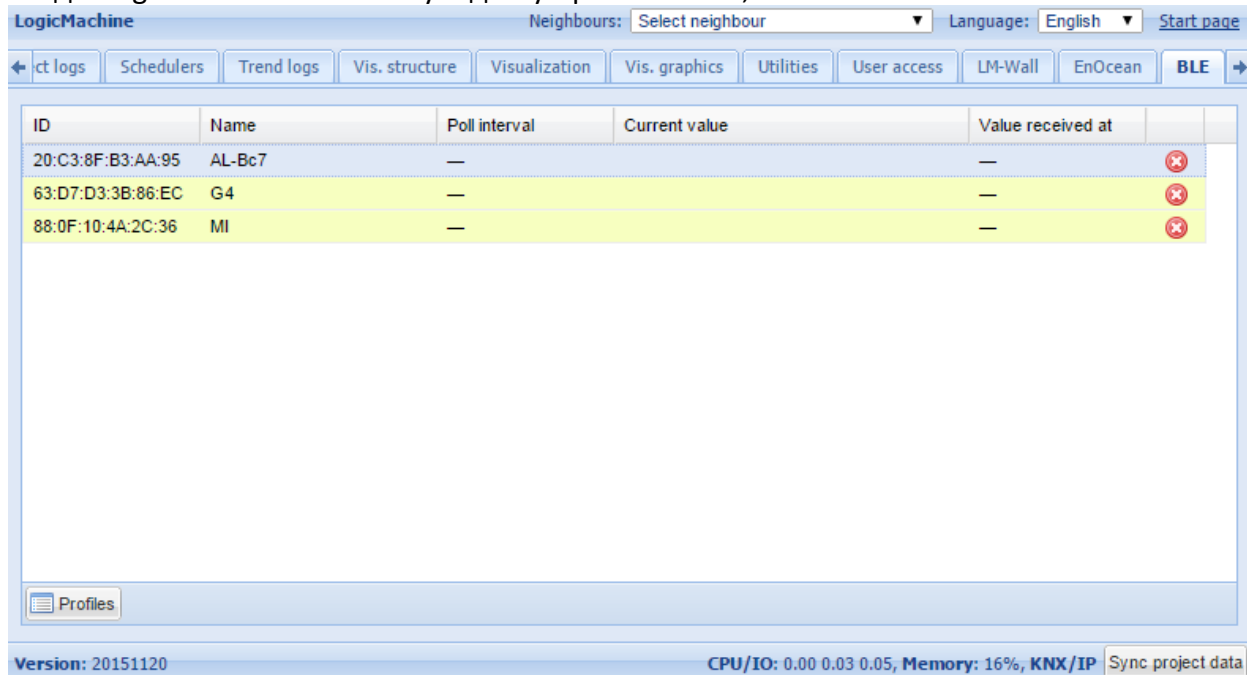 LogicMachine Neighbours: Select neighbour Language: English Start page
ct logs Schedulers Trend logs Vis. structure Visualization Vis. graphics Utilities User access LM-Wall EnOcean BLE
ID Name Poll interval Current value Value received at
20:C3:8F:B3:AA:95 AL-Bc7 — —
63:D7:D3:3B:86:EC G4 — —
88:0F:10:4A:2C:36 MI — —
Profiles
Version: 20151120 CPU/IO: 0.00 0.03 0.05, Memory: 16%, KNX/IP Sync project data